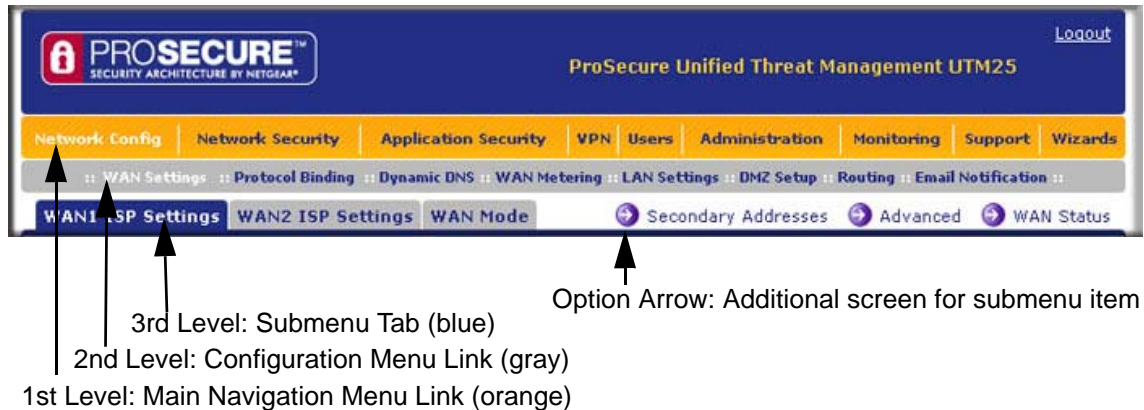 Logout
PROSECURE™
SECURITY ARCHITECTURE BY NETGEAR®
ProSecure Unified Threat Management UTM25
Network Config Network Security Application Security VPN Users Administration Monitoring Support Wizards
:: WAN Settings :: Protocol Binding :: Dynamic DNS :: WAN Metering :: LAN Settings :: DMZ Setup :: Routing :: Email Notification ::
WAN1 ISP Settings WAN2 ISP Settings WAN Mode Secondary Addresses Advanced WAN Status
Option Arrow: Additional screen for submenu item
3rd Level: Submenu Tab (blue)
2nd Level: Configuration Menu Link (gray)
1st Level: Main Navigation Menu Link (orange)